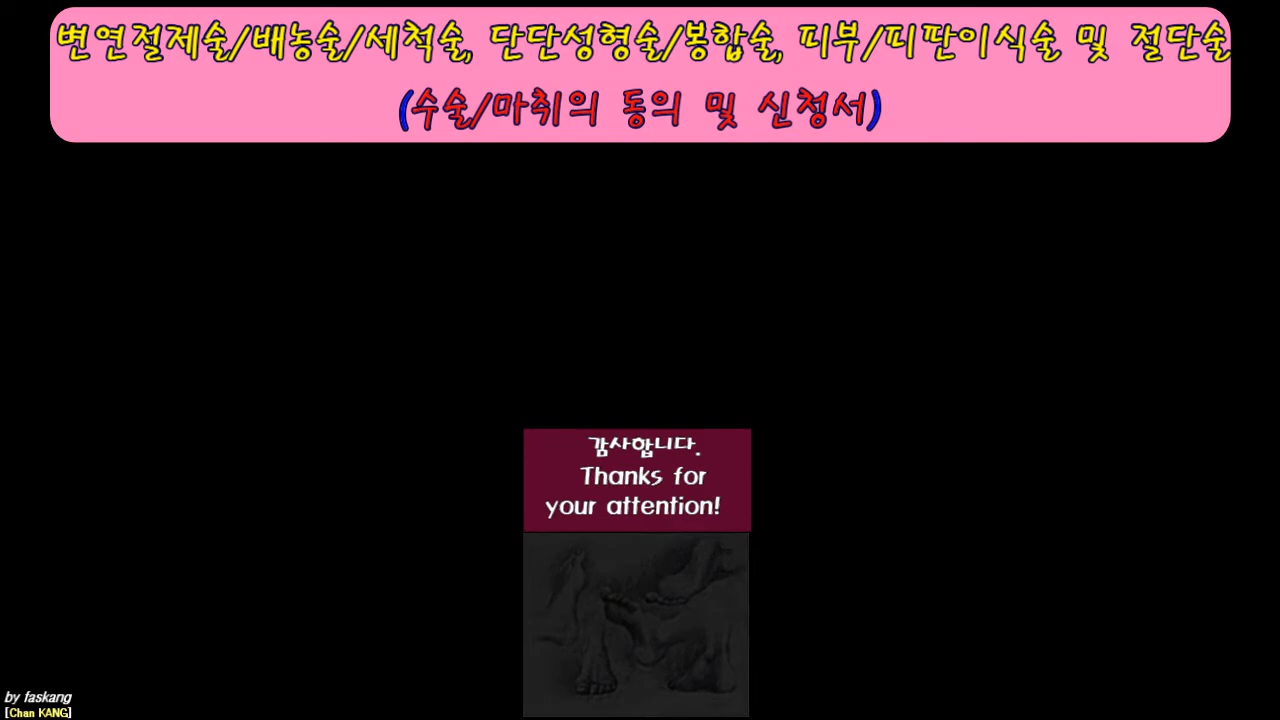 변연절제술/배농술/세척술, 단단성형술/봉합술, 피부/피판이식술 및 절단술
(수술/마취의 동의 및 신청서)
감사합니다.
Thanks for
your attention!
by faskang
[Chan KANG]